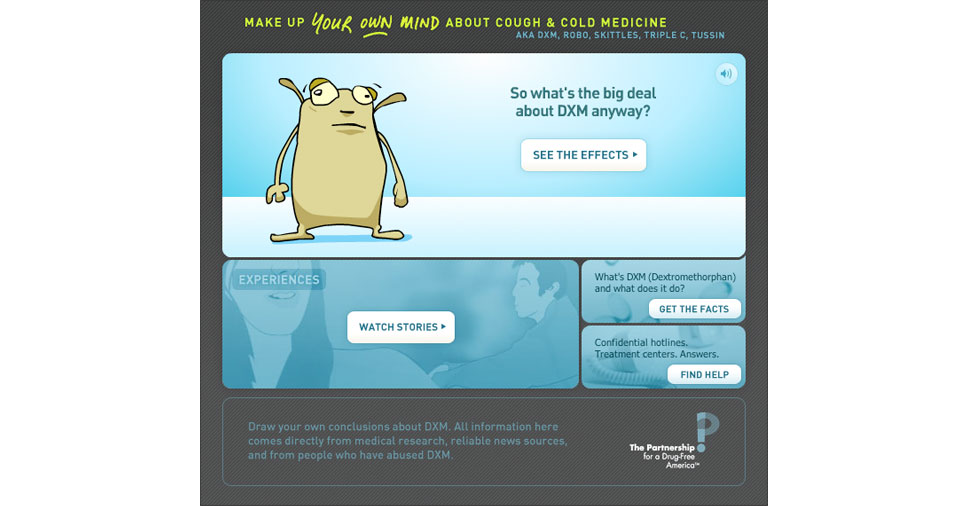 MAKE UP YOUR OWN MIND ABOUT COUGH & COLD MEDICINE
AKA DXM, ROBO, SKITTLES, TRIPLE C, TUSSIN
So what's the big deal
about DXM anyway?
SEE THE EFFECTS
EXPERIENCES
WATCH STORIES
What's DXM (Dextromethorphan)
and what does it do?
GET THE FACTS
Confidential hotlines.
Treatment centers. Answers.
FIND HELP
Draw your own conclusions about DXM. All information here
comes directly from medical research, reliable news sources,
and from people who have abused DXM.
The Partnership
for a Drug-Free
America™